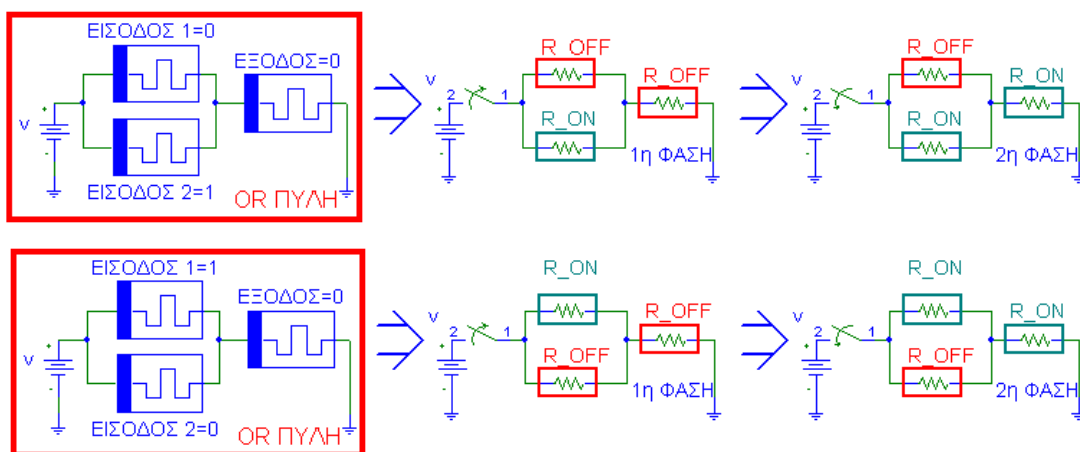 ΕΙΣΟΔΟΣ 1=0
ΕΞΟΔΟΣ=0
V
ΕΙΣΟΔΟΣ 2=1
OR ΠΥΛΗ
R_OFF
R_OFF
V
2
1
R_ON
1η ΦΑΣΗ
R_OFF
R_ON
V
2
1
R_ON
2η ΦΑΣΗ
ΕΙΣΟΔΟΣ 1=1
ΕΞΟΔΟΣ=0
V
ΕΙΣΟΔΟΣ 2=0
OR ΠΥΛΗ
R_ON
R_OFF
V
2
1
R_OFF
1η ΦΑΣΗ
R_ON
R_ON
V
2
1
R_OFF
2η ΦΑΣΗ